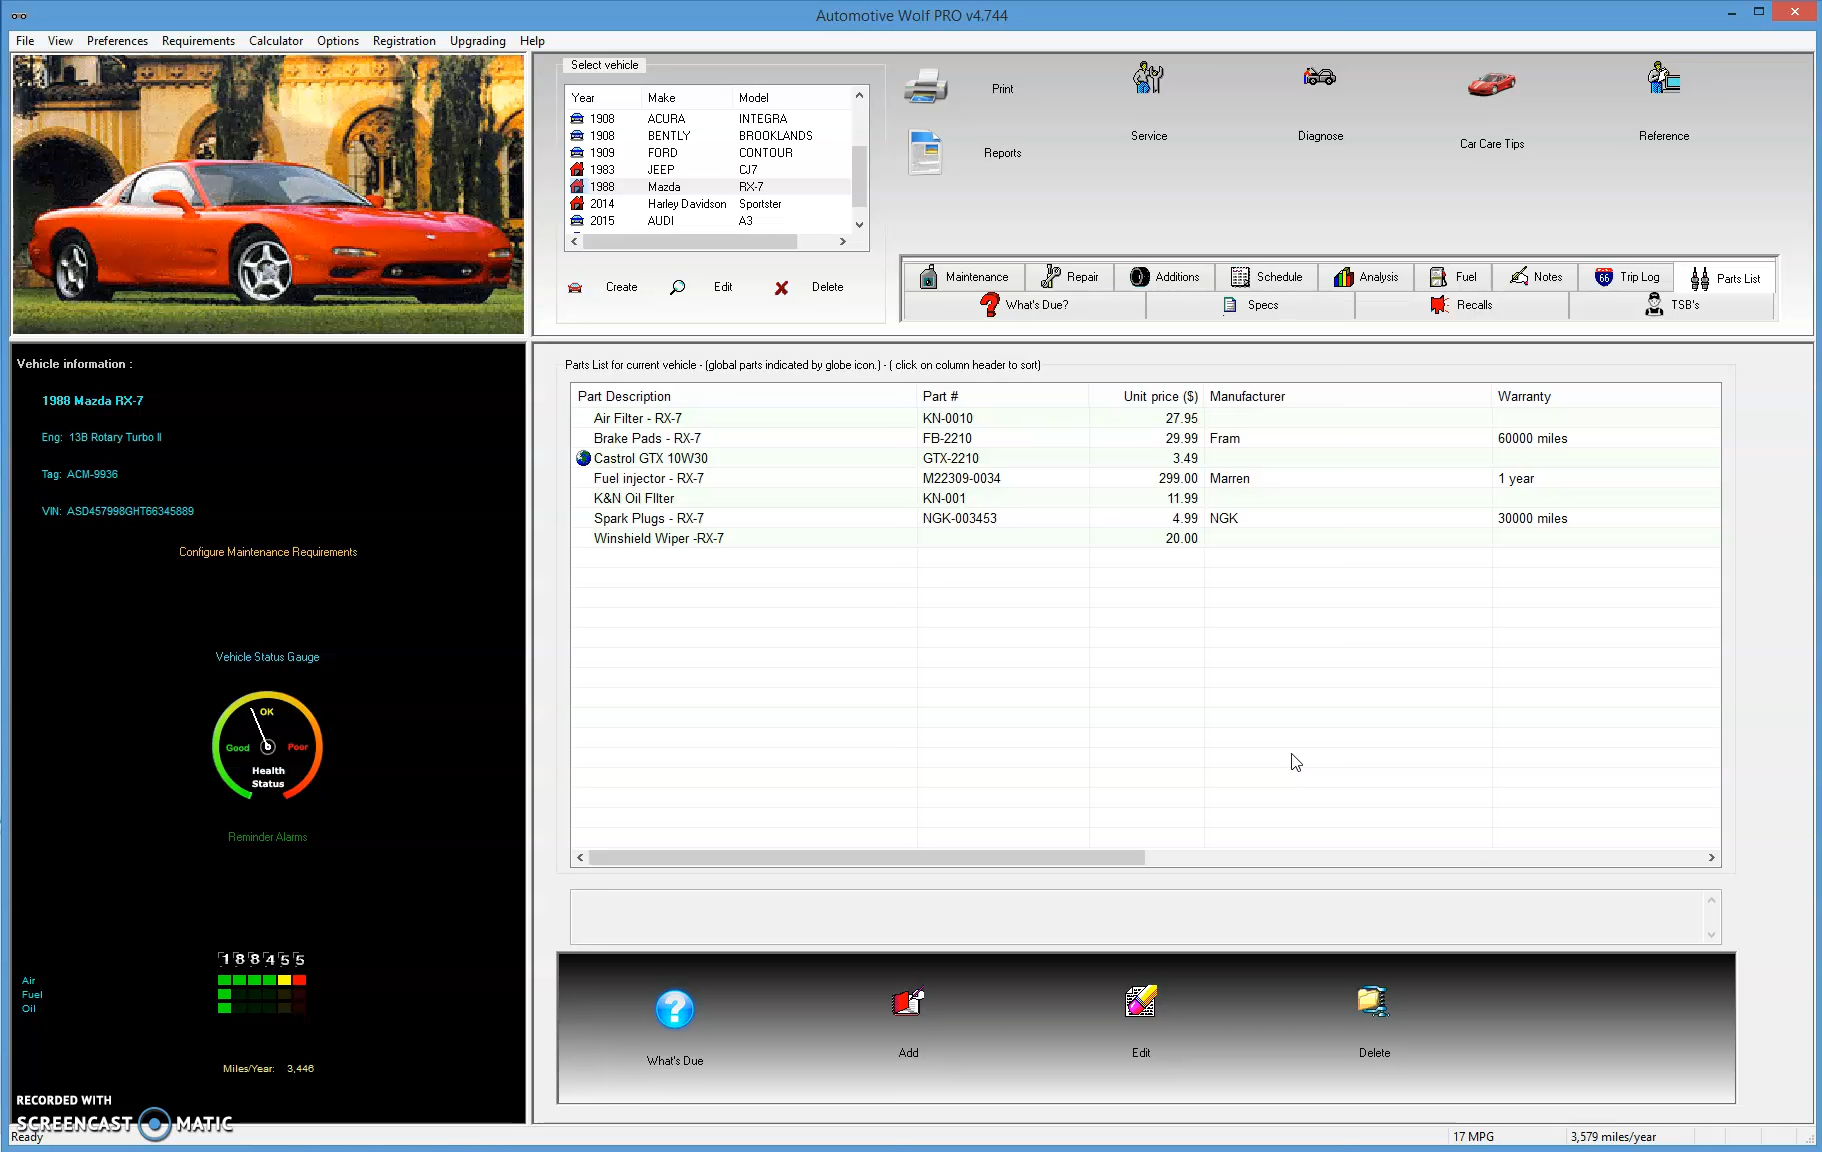 Automotive Wolf PRO v4.744
File View Preferences Requirements Calculator Options Registration Upgrading Help
Select vehicle
Year Make Model
1908 ACURA INTEGRA
1908 BENTLY BROOKLANDS
1909 FORD CONTOUR
1983 JEEP CJ7
1988 Mazda RX-7
2014 Harley Davidson Sportster
2015 AUDI A3
Create Edit Delete
Print
Reports
Service
Diagnose
Car Care Tips
Reference
Maintenance Repair Additions Schedule Analysis Fuel Notes 66 Trip Log Parts List
What's Due? Specs Recalls TSB's
Vehicle information :
1988 Mazda RX-7
Eng: 13B Rotary Turbo II
Tag: ACM-9936
VIN: ASD457998GHT66345889
Configure Maintenance Requirements
Vehicle Status Gauge
OK
Good Poor
Health
Status
Reminder Alarms
188455
Air
Fuel
Oil
Miles/Year: 3,446
RECORDED WITH
SCREENCAST MATIC
Parts List for current vehicle - (global parts indicated by globe icon.) - ( click on column header to sort)
Part Description Part # Unit price ($) Manufacturer Warranty
Air Filter - RX-7 KN-0010 27.95
Brake Pads - RX-7 FB-2210 29.99 Fram 60000 miles
Castrol GTX 10W30 GTX-2210 3.49
Fuel injector - RX-7 M22309-0034 299.00 Marren 1 year
K&N Oil FIlter KN-001 11.99
Spark Plugs - RX-7 NGK-003453 4.99 NGK 30000 miles
Winshield Wiper -RX-7 20.00
What's Due Add Edit Delete
Ready 17 MPG 3,579 miles/year